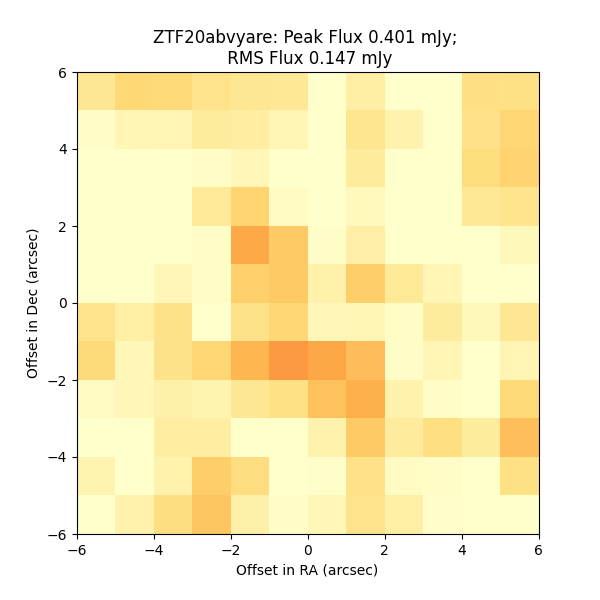 ZTF20abvyare: Peak Flux 0.401 mJy;
RMS Flux 0.147 mJy
6
4
2
0
−2
−4
−6
Offset in Dec (arcsec)
−6 −4 −2 0 2 4 6
Offset in RA (arcsec)